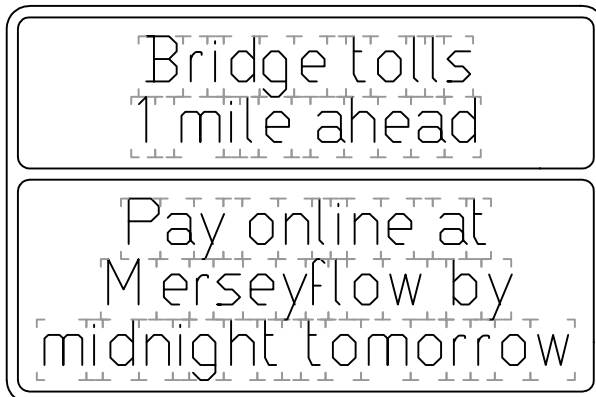 Bridge tolls
1 mile ahead
Pay online at
Merseyflow by
midnight tomorrow